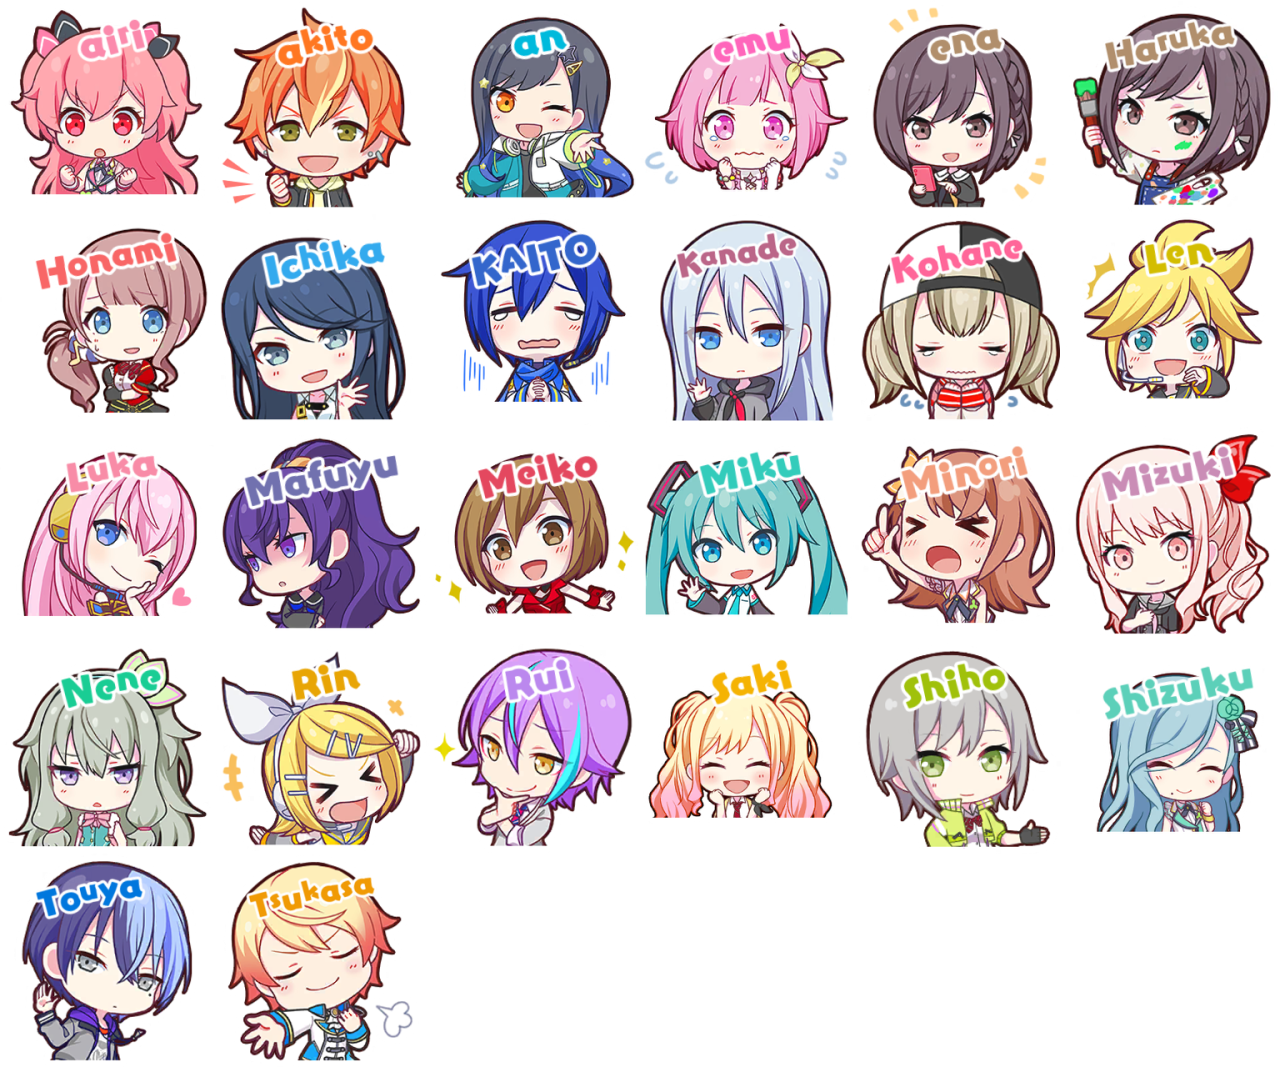 airi
akito
an
emu
ena
Haruka
Honami
Ichika
KAITO
Kanade
Kohane
Len
Luka
Mafuyu
Meiko
Miku
Minori
Mizuki
Nene
Rin
Rui
Saki
Shiho
Shizuku
Touya
Tsukasa